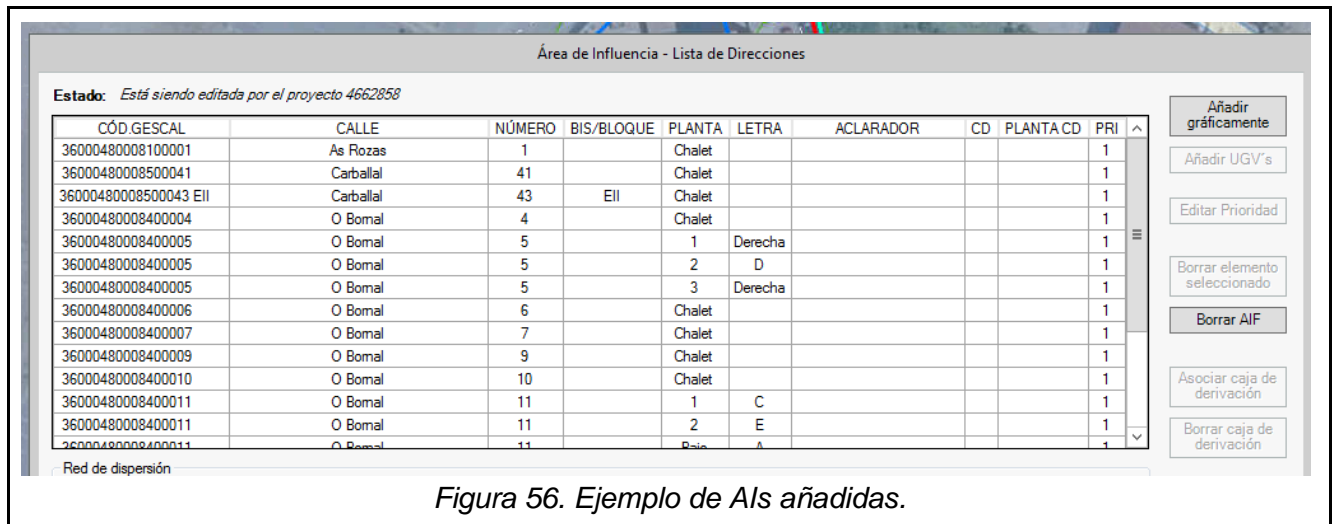 Área de Influencia - Lista de Direcciones
Estado: Está siendo editada por el proyecto 4662858
CÓD.GESCAL CALLE NÚMERO BIS/BLOQUE PLANTA LETRA ACLARADOR CD PLANTA CD PRI
36000480008100001 As Rozas 1 Chalet 1
36000480008500041 Carballal 41 Chalet 1
36000480008500043 EII Carballal 43 EII Chalet 1
36000480008400004 O Bornal 4 Chalet 1
36000480008400005 O Bornal 5 1 Derecha 1
36000480008400005 O Bornal 5 2 D 1
36000480008400005 O Bornal 5 3 Derecha 1
36000480008400006 O Bornal 6 Chalet 1
36000480008400007 O Bornal 7 Chalet 1
36000480008400009 O Bornal 9 Chalet 1
36000480008400010 O Bornal 10 Chalet 1
36000480008400011 O Bornal 11 1 C 1
36000480008400011 O Bornal 11 2 E 1
36000480008400011 O Bornal 11 Bajo A 1
Añadir
gráficamente
Añadir UGV´s
Editar Prioridad
Borrar elemento
seleccionado
Borrar AIF
Asociar caja de
derivación
Borrar caja de
derivación
Red de dispersión
Figura 56. Ejemplo de AIs añadidas.